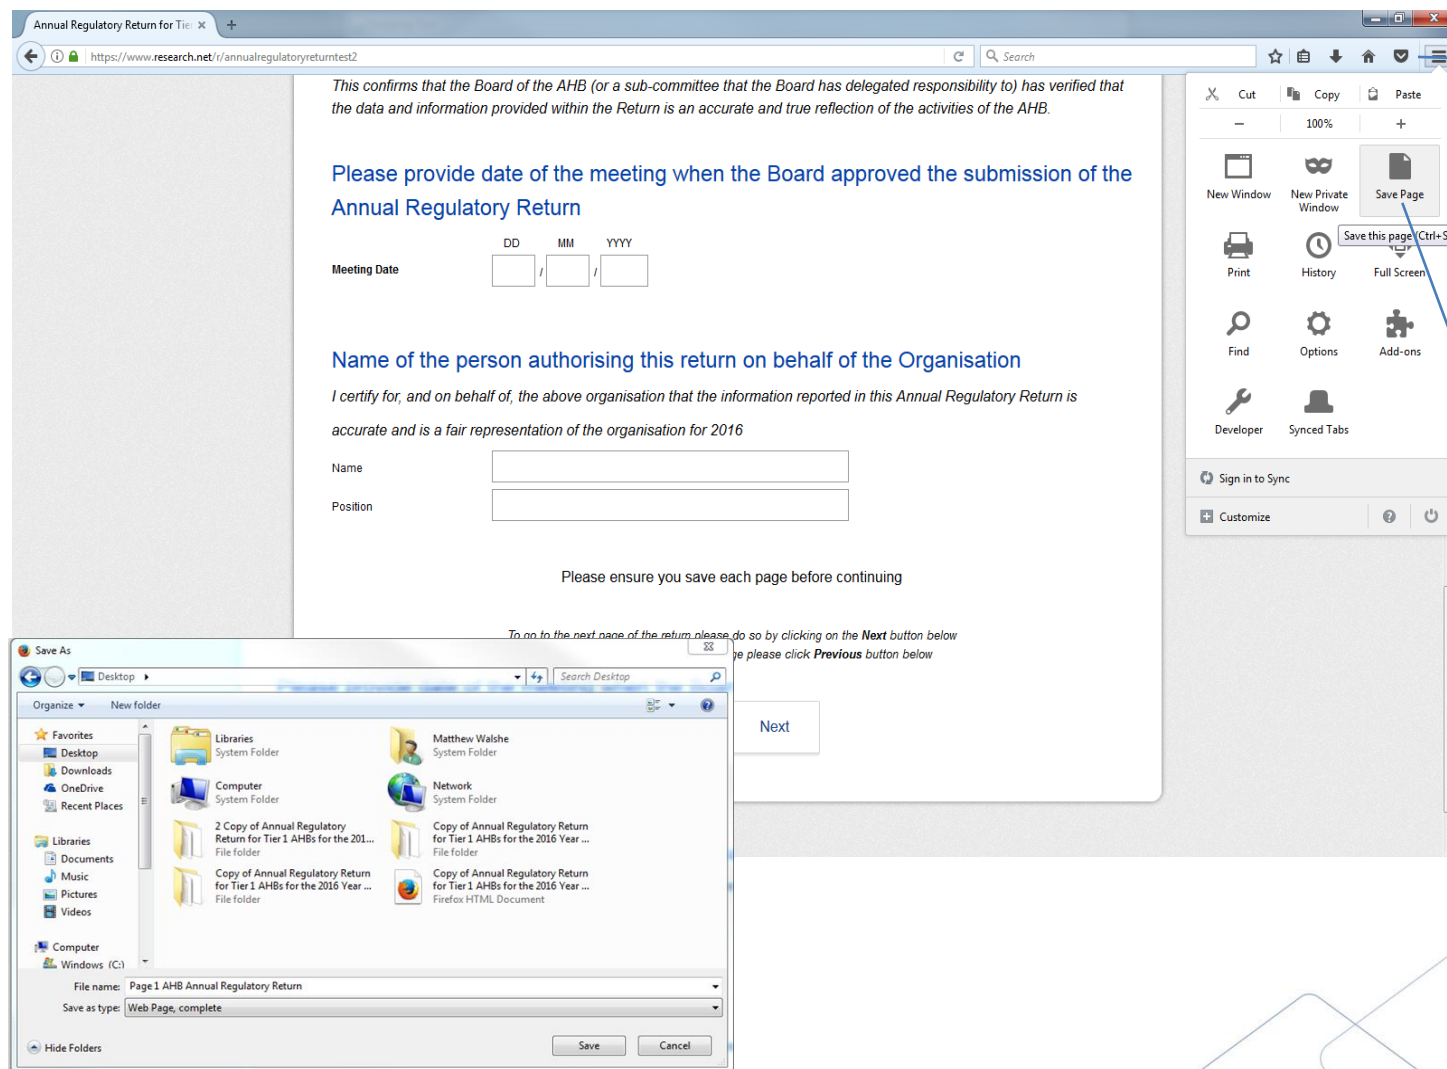 Annual Regulatory Return for Tier
https://www.research.net/r/annualregulatoryreturntest2
Search
This confirms that the Board of the AHB (or a sub-committee that the Board has delegated responsibility to) has verified that
the data and information provided within the Return is an accurate and true reflection of the activities of the AHB.
Please provide date of the meeting when the Board approved the submission of the
Annual Regulatory Return
DD MM YYYY
Meeting Date / /
Name of the person authorising this return on behalf of the Organisation
I certify for, and on behalf of, the above organisation that the information reported in this Annual Regulatory Return is
accurate and is a fair representation of the organisation for 2016
Name
Position
Please ensure you save each page before continuing
To go to the next page of the return please do so by clicking on the Next button below
ge please click Previous button below
Next
Cut Copy Paste
− 100% +
New Window New Private Window Save Page
Save this page (Ctrl+S
Print History Full Screen
Find Options Add-ons
Developer Synced Tabs
Sign in to Sync
Customize
Save As
Desktop
Search Desktop
Organize New folder
Favorites
Desktop
Downloads
OneDrive
Recent Places
Libraries
Documents
Music
Pictures
Videos
Computer
Windows (C:)
Libraries
System Folder
Matthew Walshe
System Folder
Computer
System Folder
Network
System Folder
2 Copy of Annual Regulatory
Return for Tier 1 AHBs for the 201...
File folder
Copy of Annual Regulatory Return
for Tier 1 AHBs for the 2016 Year ...
File folder
Copy of Annual Regulatory Return
for Tier 1 AHBs for the 2016 Year ...
File folder
Copy of Annual Regulatory Return
for Tier 1 AHBs for the 2016 Year ...
Firefox HTML Document
File name: Page 1 AHB Annual Regulatory Return
Save as type: Web Page, complete
Hide Folders
Save
Cancel